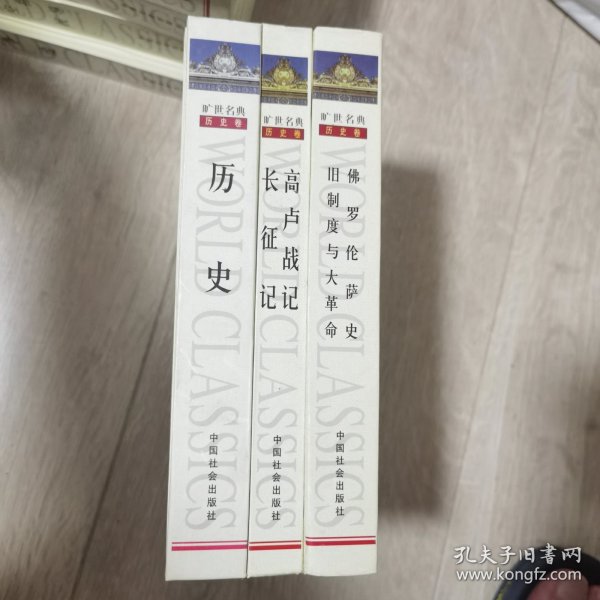 旷世名典
历史卷
历史
WORLD CLASSICS
中国社会出版社
旷世名典
历史卷
高卢战记
长征记
WORLD CLASSICS
中国社会出版社
旷世名典
历史卷
佛罗伦萨史
旧制度与大革命
WORLD CLASSICS
中国社会出版社
孔夫子旧书网
www.kongfz.com